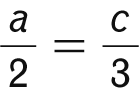 a/2 = c/3